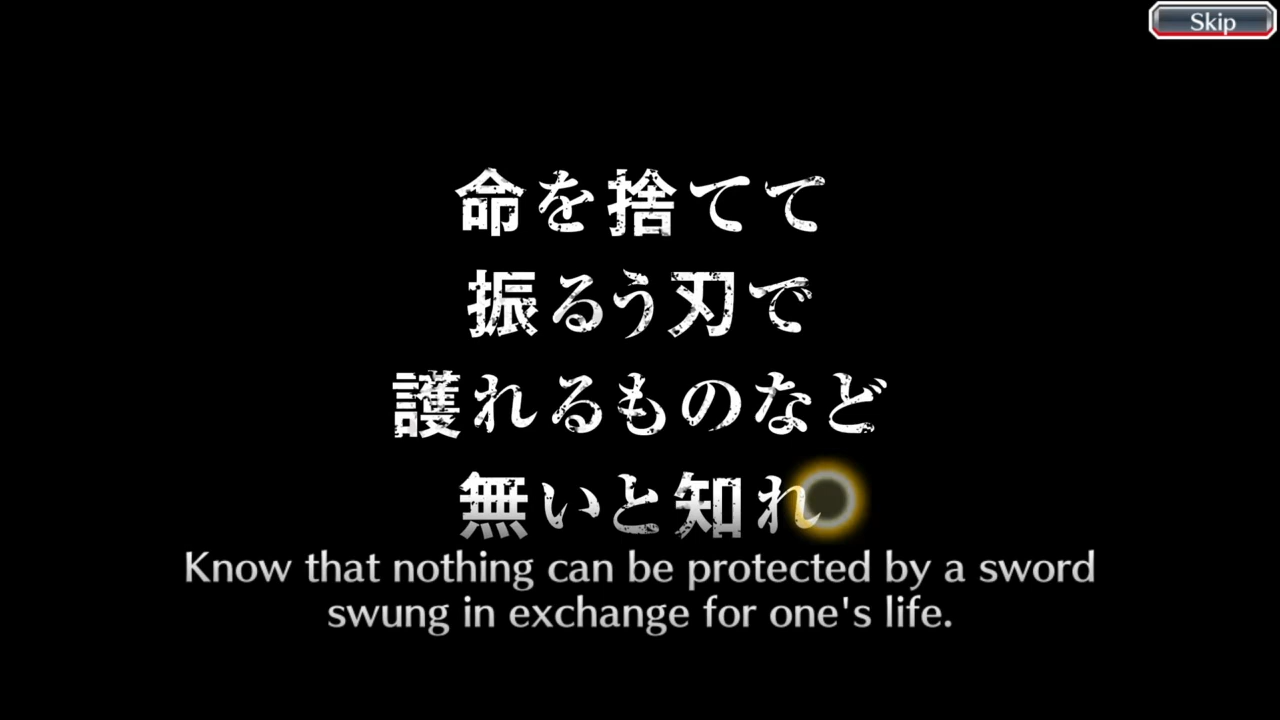 Skip
命を捨てて
振るう刃で
護れるものなど
無いと知れ
Know that nothing can be protected by a sword
swung in exchange for one's life.